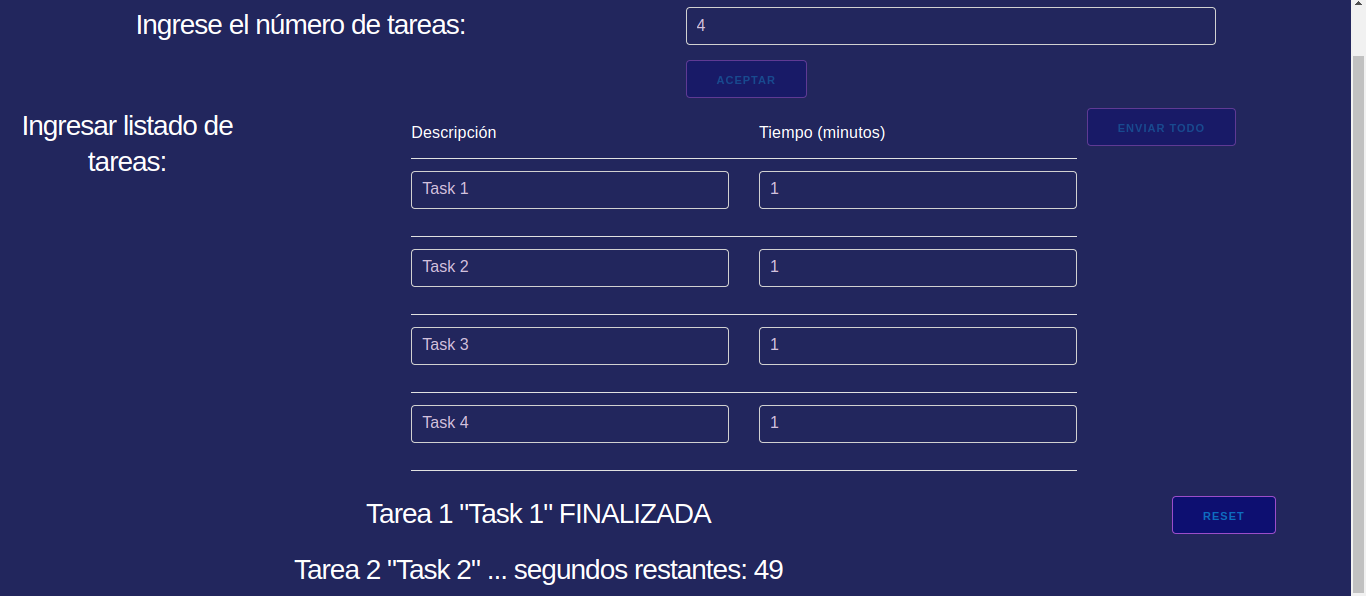 Ingrese el número de tareas:
4
ACEPTAR
Ingresar listado de
tareas:
Descripción
Tiempo (minutos)
ENVIAR TODO
Task 1
1
Task 2
1
Task 3
1
Task 4
1
Tarea 1 "Task 1" FINALIZADA
RESET
Tarea 2 "Task 2" ... segundos restantes: 49